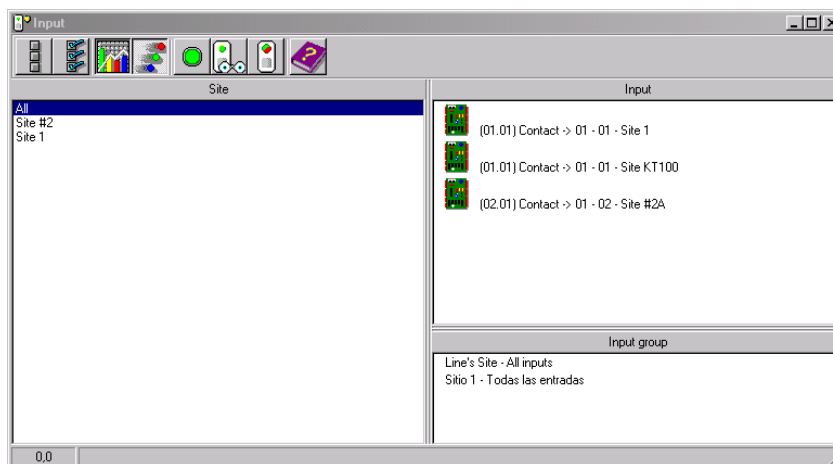 Input
Site
All
Site #2
Site 1
Input
(01.01) Contact -> 01 - 01 - Site 1
(01.01) Contact -> 01 - 01 - Site KT100
(02.01) Contact -> 01 - 02 - Site #2A
Input group
Line's Site - All inputs
Sitio 1 - Todas las entradas
0,0